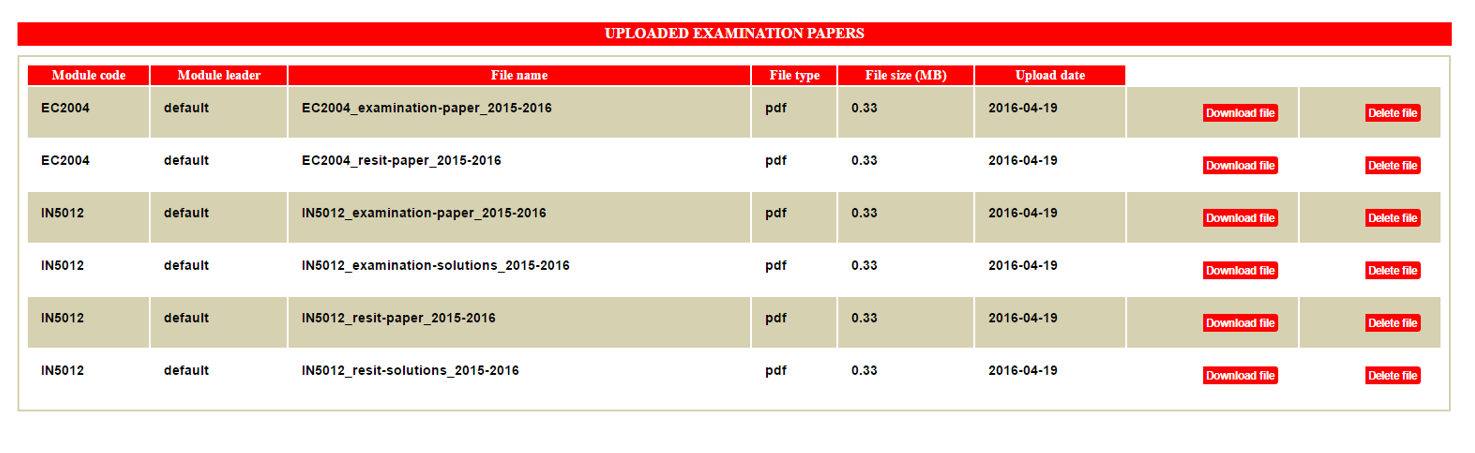 UPLOADED EXAMINATION PAPERS
Module code Module leader File name File type File size (MB) Upload date
EC2004 default EC2004_examination-paper_2015-2016 pdf 0.33 2016-04-19 Download file Delete file
EC2004 default EC2004_resit-paper_2015-2016 pdf 0.33 2016-04-19 Download file Delete file
IN5012 default IN5012_examination-paper_2015-2016 pdf 0.33 2016-04-19 Download file Delete file
IN5012 default IN5012_examination-solutions_2015-2016 pdf 0.33 2016-04-19 Download file Delete file
IN5012 default IN5012_resit-paper_2015-2016 pdf 0.33 2016-04-19 Download file Delete file
IN5012 default IN5012_resit-solutions_2015-2016 pdf 0.33 2016-04-19 Download file Delete file